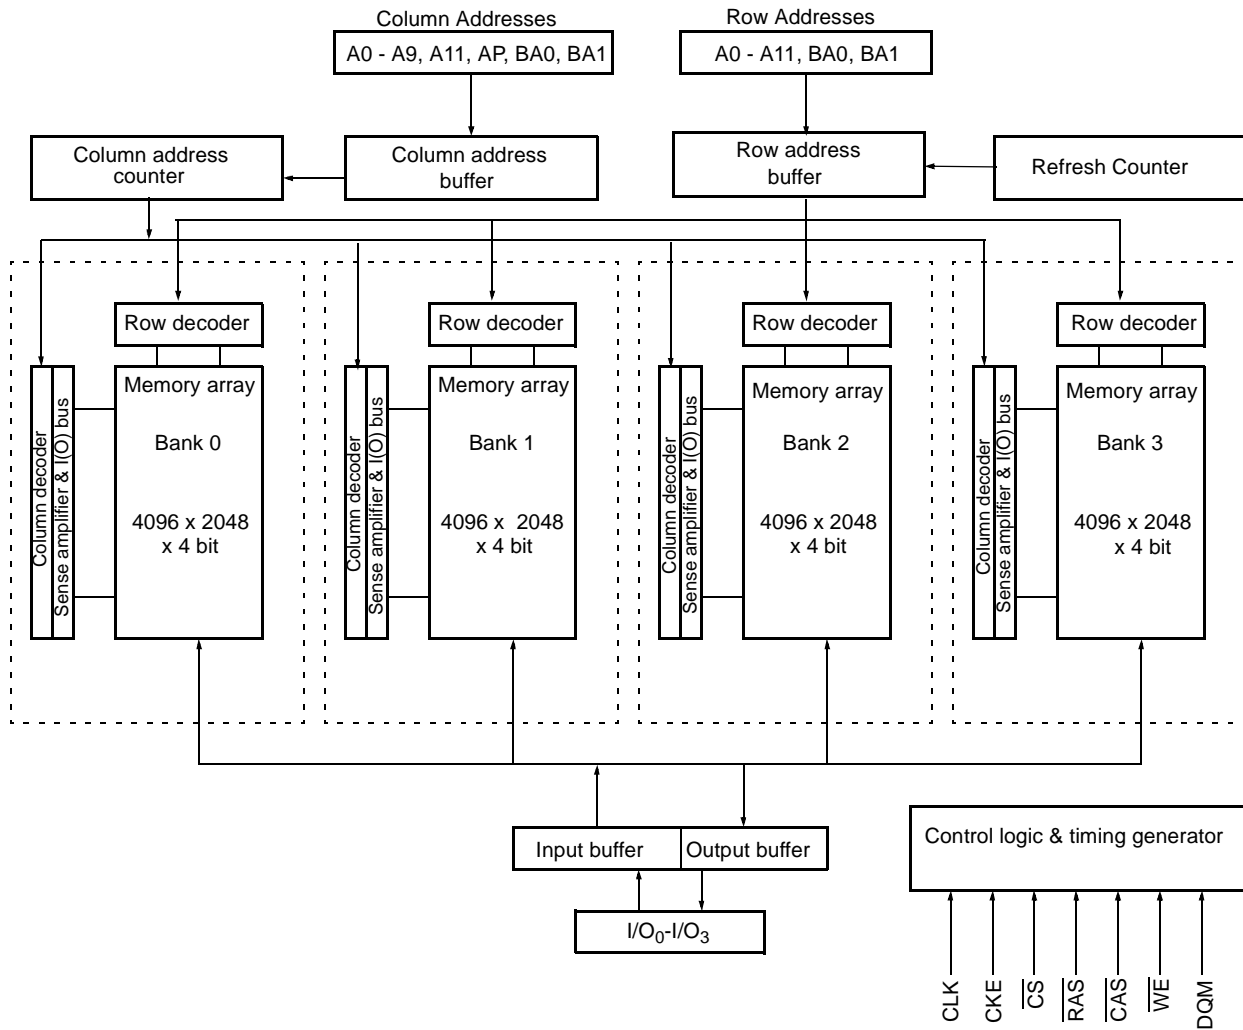 Column Addresses
A0 - A9, A11, AP, BA0, BA1
Row Addresses
A0 - A11, BA0, BA1
Column address
counter
Column address
buffer
Row address
buffer
Refresh Counter
Row decoder
Row decoder
Row decoder
Row decoder
Column decoder
Sense amplifier & I(O) bus
Memory array
Bank 0
4096 x 2048
x 4 bit
Column decoder
Sense amplifier & I(O) bus
Memory array
Bank 1
4096 x 2048
x 4 bit
Column decoder
Sense amplifier & I(O) bus
Memory array
Bank 2
4096 x 2048
x 4 bit
Column decoder
Sense amplifier & I(O) bus
Memory array
Bank 3
4096 x 2048
x 4 bit
Input buffer
Output buffer
I/O₀-I/O₃
Control logic & timing generator
CLK
CKE
C̅S̅
R̅A̅S̅
C̅A̅S̅
W̅E̅
DQM